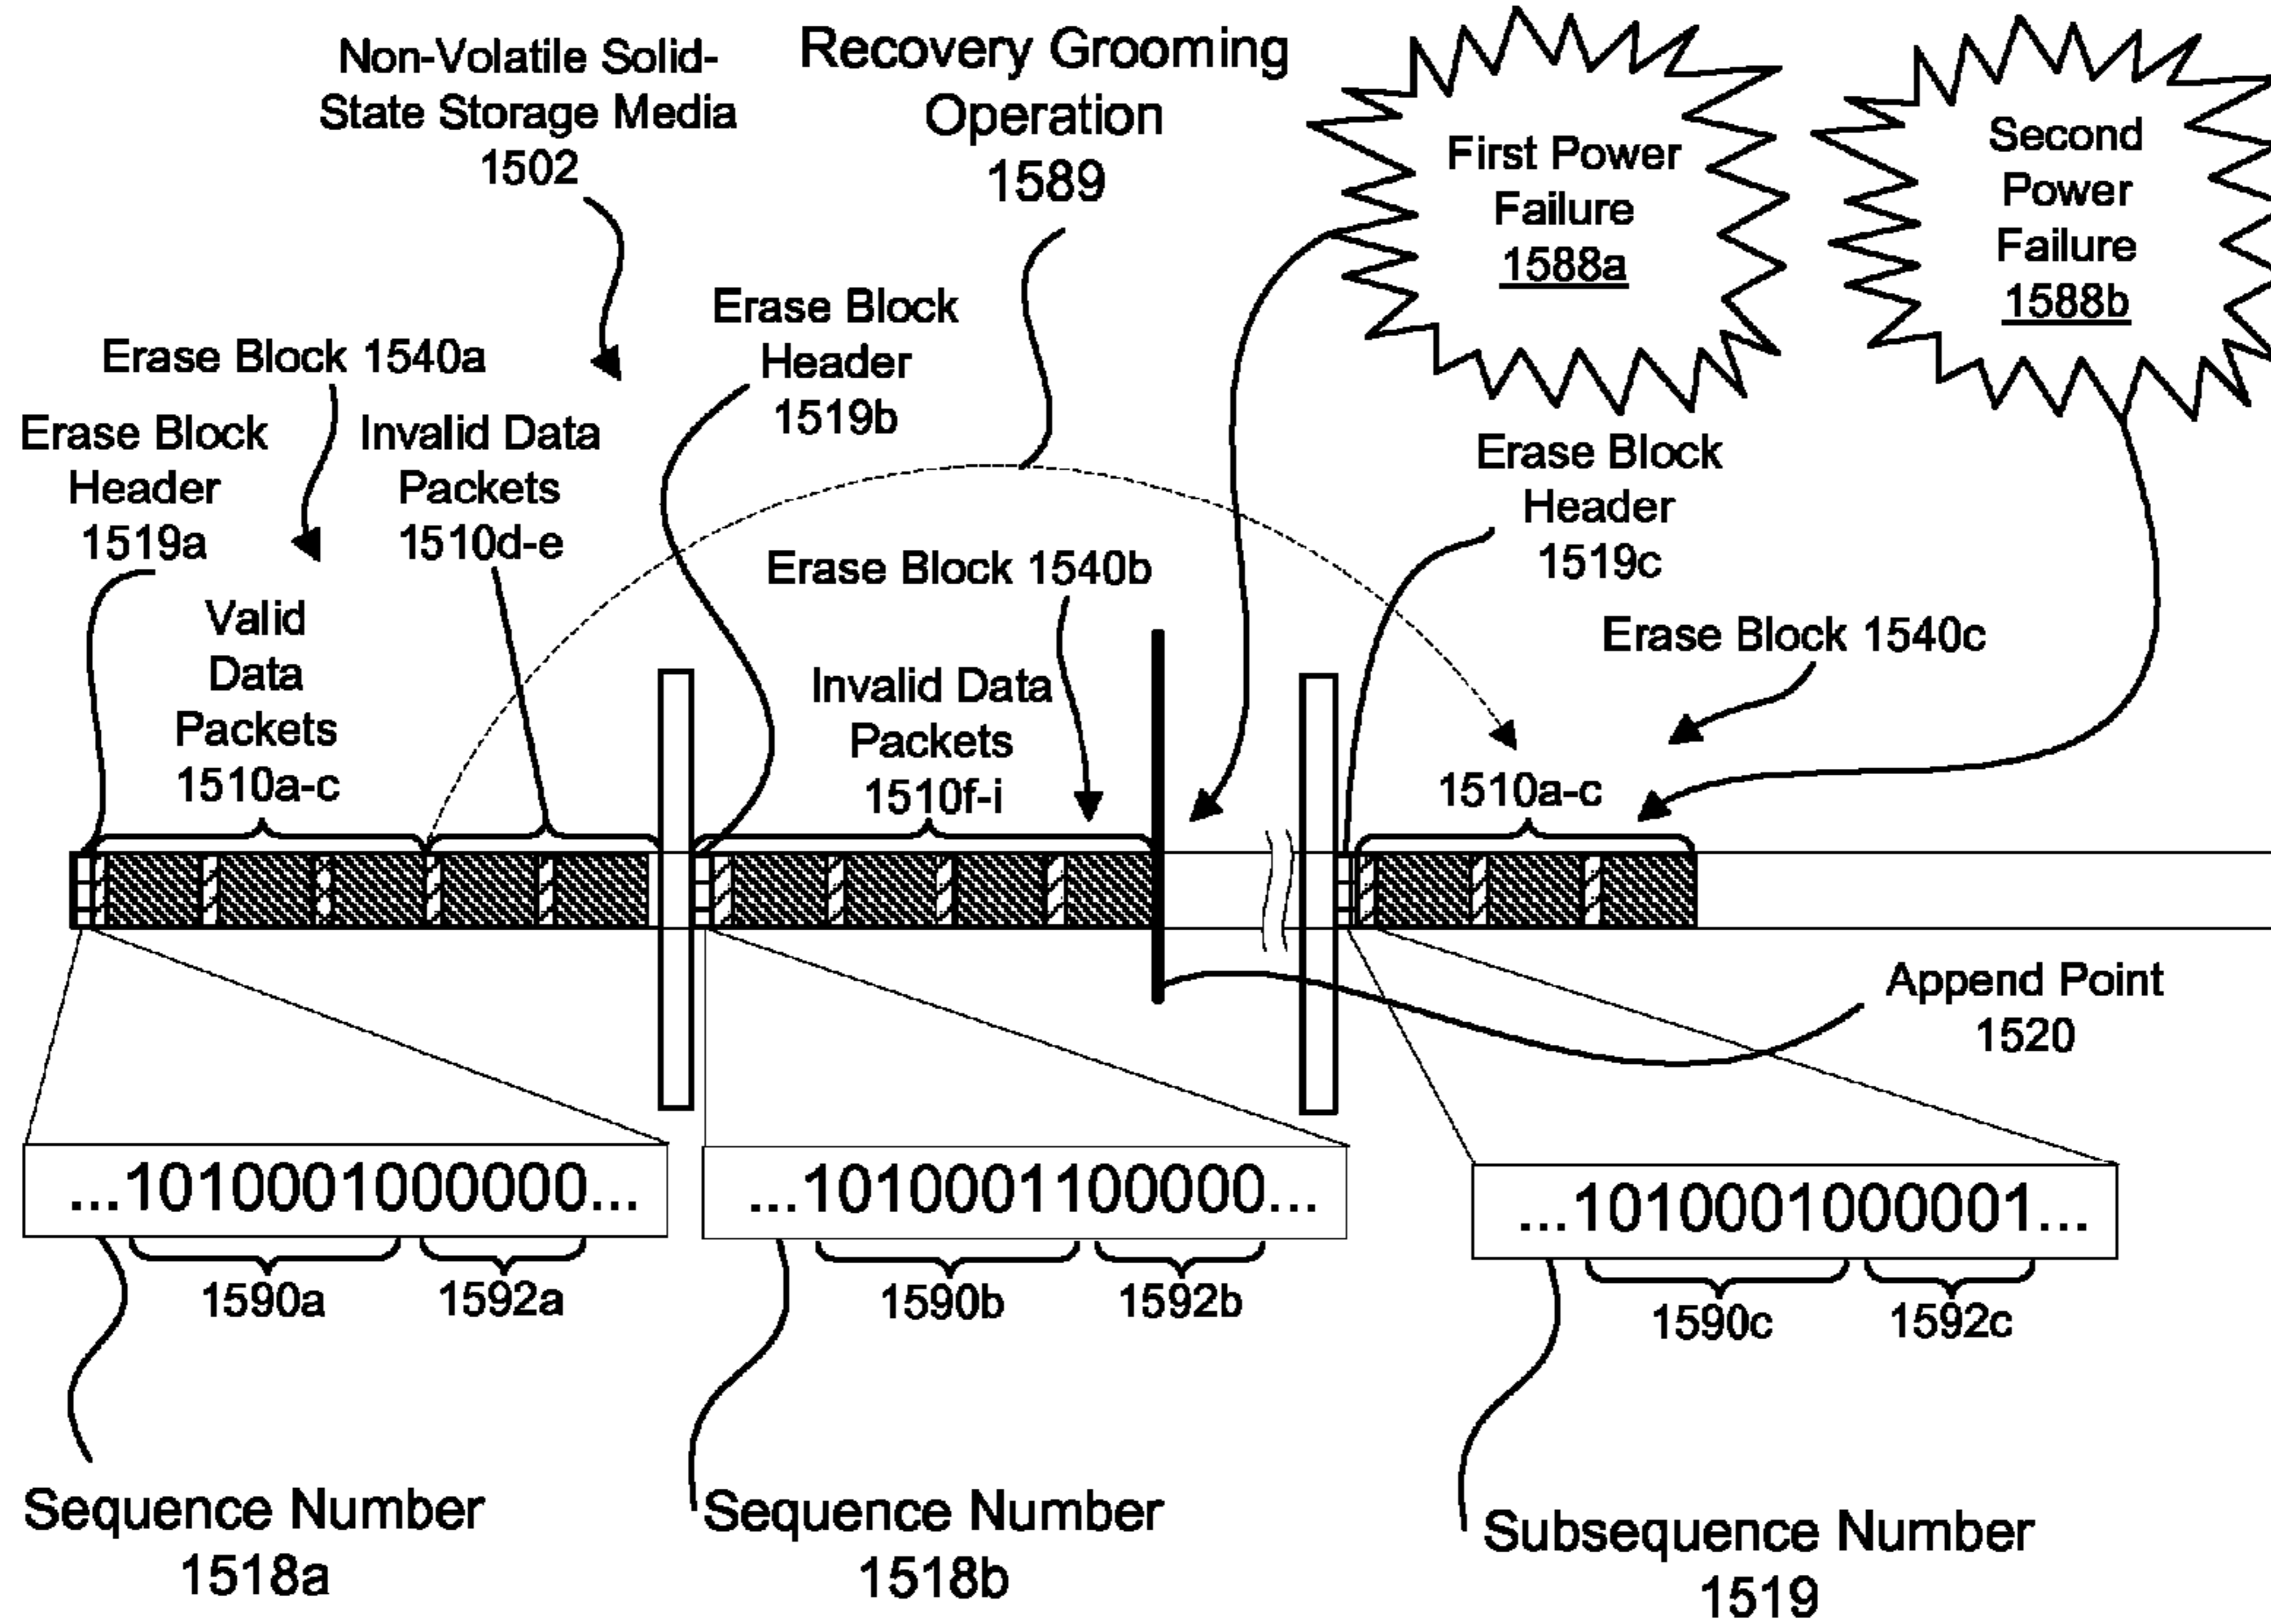 Non-Volatile Solid-
State Storage Media
1502
Recovery Grooming
Operation
1589
First Power
Failure
1588a
Second
Power
Failure
1588b
Erase Block 1540a
Erase Block
Header
1519a
Invalid Data
Packets
1510d-e
Erase Block
Header
1519b
Erase Block
Header
1519c
Valid
Data
Packets
1510a-c
Erase Block 1540b
Invalid Data
Packets
1510f-i
Erase Block 1540c
1510a-c
Append Point
1520
...1010001000000...
1590a
1592a
...1010001100000...
1590b
1592b
...1010001000001...
1590c
1592c
Sequence Number
1518a
Sequence Number
1518b
Subsequence Number
1519